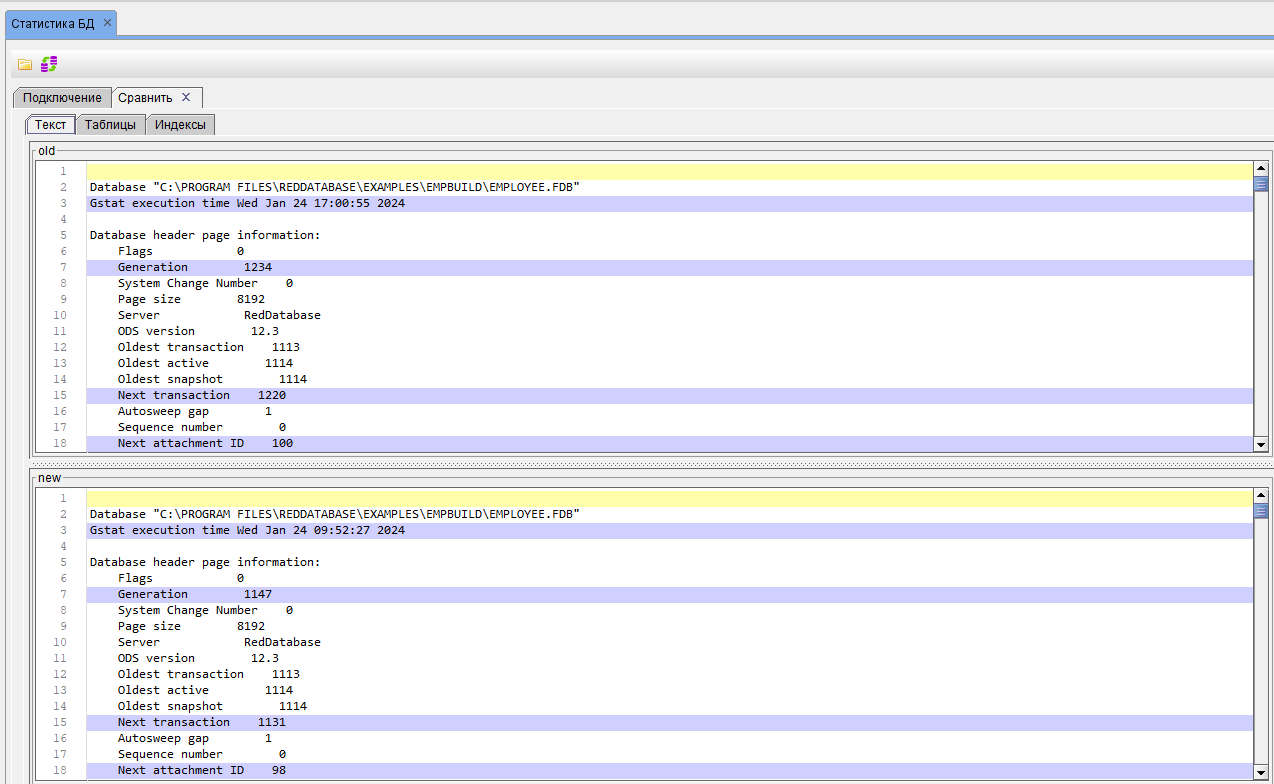 Статистика БД
Подключение Сравнить
Текст Таблицы Индексы
old
1
2 Database "C:\PROGRAM FILES\REDDATABASE\EXAMPLES\EMPBUILD\EMPLOYEE.FDB"
3 Gstat execution time Wed Jan 24 17:00:55 2024
4
5 Database header page information:
6 Flags 0
7 Generation 1234
8 System Change Number 0
9 Page size 8192
10 Server RedDatabase
11 ODS version 12.3
12 Oldest transaction 1113
13 Oldest active 1114
14 Oldest snapshot 1114
15 Next transaction 1220
16 Autosweep gap 1
17 Sequence number 0
18 Next attachment ID 100
new
1
2 Database "C:\PROGRAM FILES\REDDATABASE\EXAMPLES\EMPBUILD\EMPLOYEE.FDB"
3 Gstat execution time Wed Jan 24 09:52:27 2024
4
5 Database header page information:
6 Flags 0
7 Generation 1147
8 System Change Number 0
9 Page size 8192
10 Server RedDatabase
11 ODS version 12.3
12 Oldest transaction 1113
13 Oldest active 1114
14 Oldest snapshot 1114
15 Next transaction 1131
16 Autosweep gap 1
17 Sequence number 0
18 Next attachment ID 98